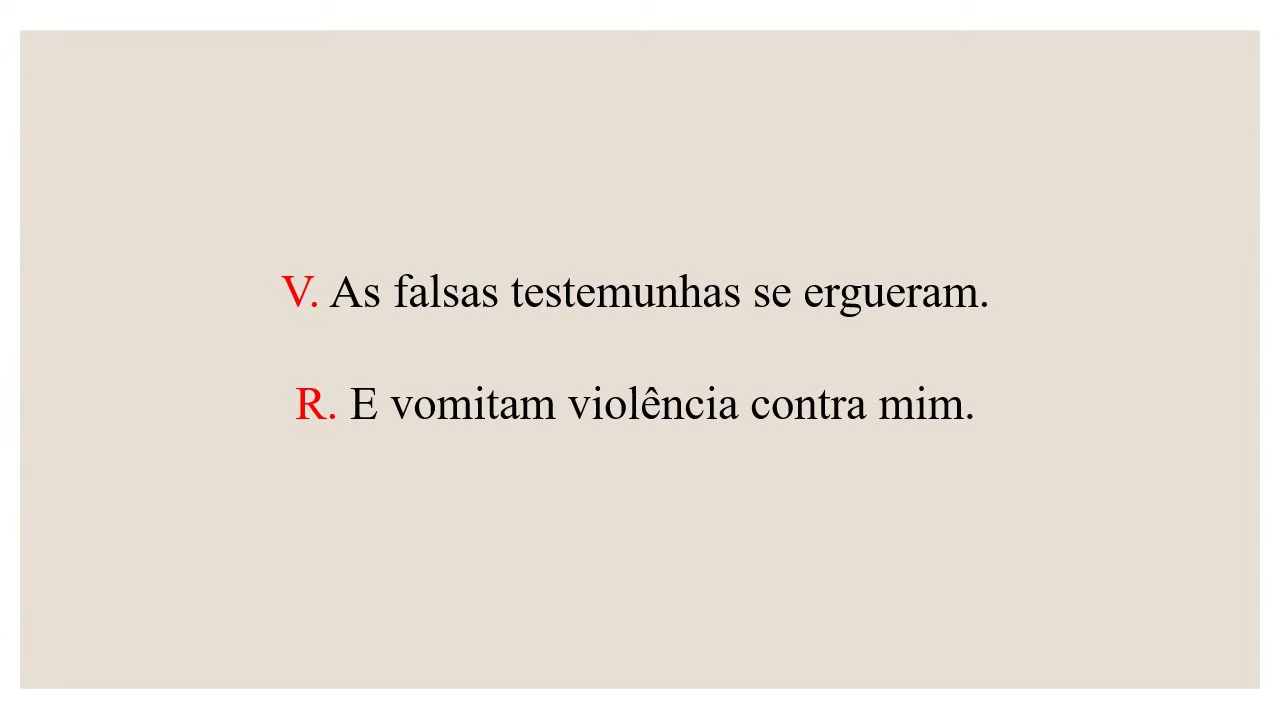 V. As falsas testemunhas se ergueram.
R. E vomitam violência contra mim.